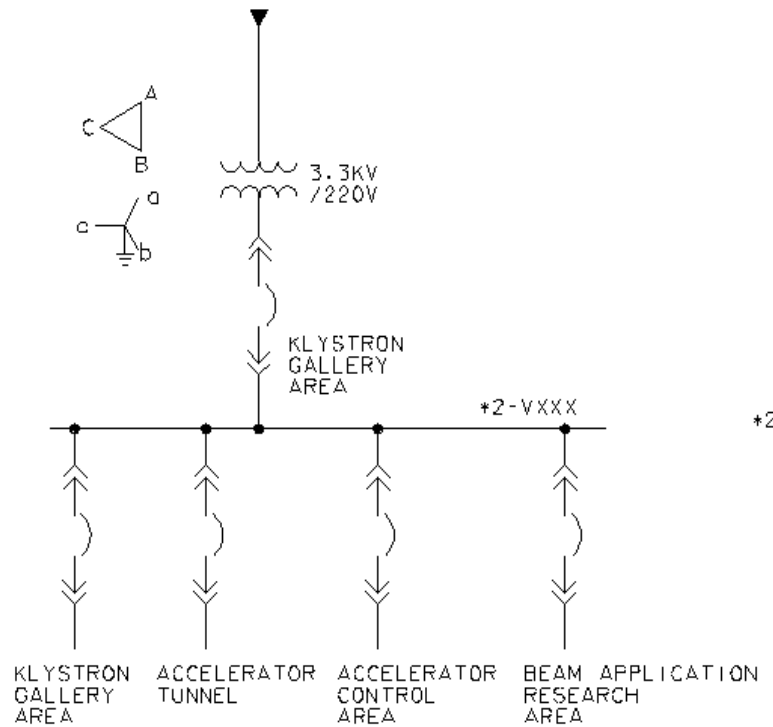 A
C
B
a
c
b
3.3KV
/220V
KLYSTRON
GALLERY
AREA
*2-VXXX
*2
KLYSTRON
GALLERY
AREA
ACCELERATOR
TUNNEL
ACCELERATOR
CONTROL
AREA
BEAM APPLICATION
RESEARCH
AREA